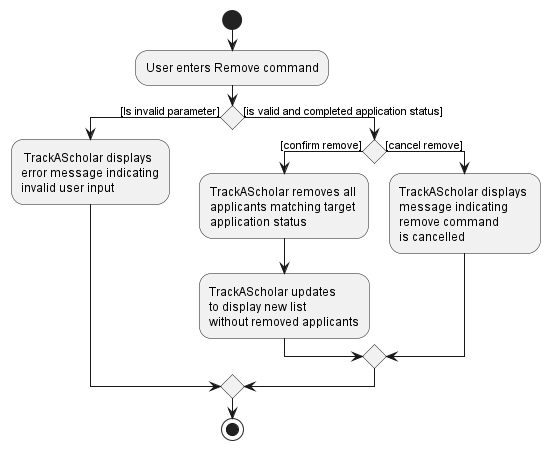 User enters Remove command
[Is invalid parameter]
[is valid and completed application status]
[confirm remove]
[cancel remove]
TrackAScholar displays
error message indicating
invalid user input
TrackAScholar removes all
applicants matching target
application status
TrackAScholar displays
message indicating
remove command
is cancelled
TrackAScholar updates
to display new list
without removed applicants